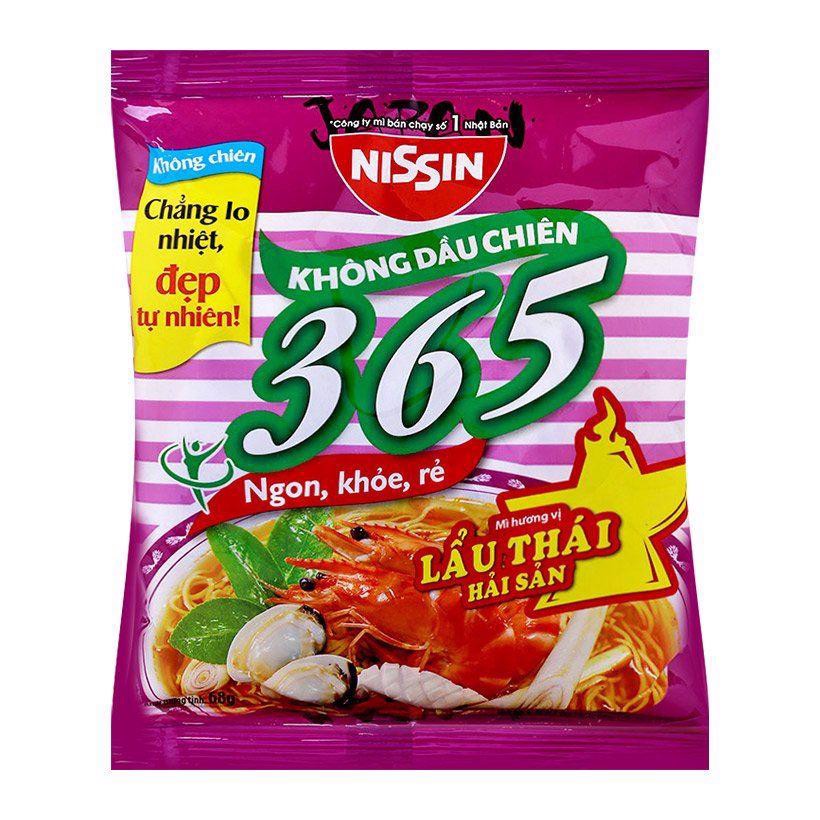 JAPAN
*Công ty mì bán chạy số 1 Nhật Bản
NISSIN
Không chiên
Chẳng lo
nhiệt,
đẹp
tự nhiên!
KHÔNG DẦU CHIÊN
365
Ngon, khỏe, rẻ
Mì hương vị
LẨU THÁI
HẢI SẢN
68g